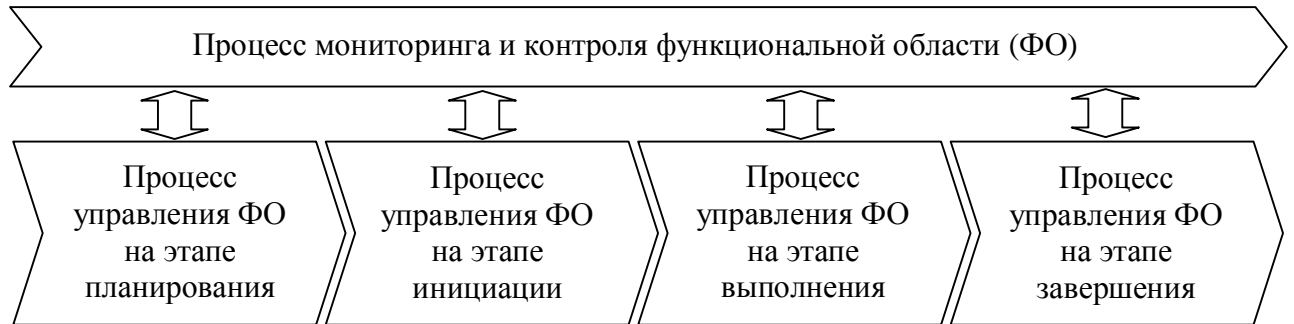 Процесс мониторинга и контроля функциональной области (ФО)
Процесс
управления ФО
на этапе
планирования
Процесс
управления ФО
на этапе
инициации
Процесс
управления ФО
на этапе
выполнения
Процесс
управления ФО
на этапе
завершения